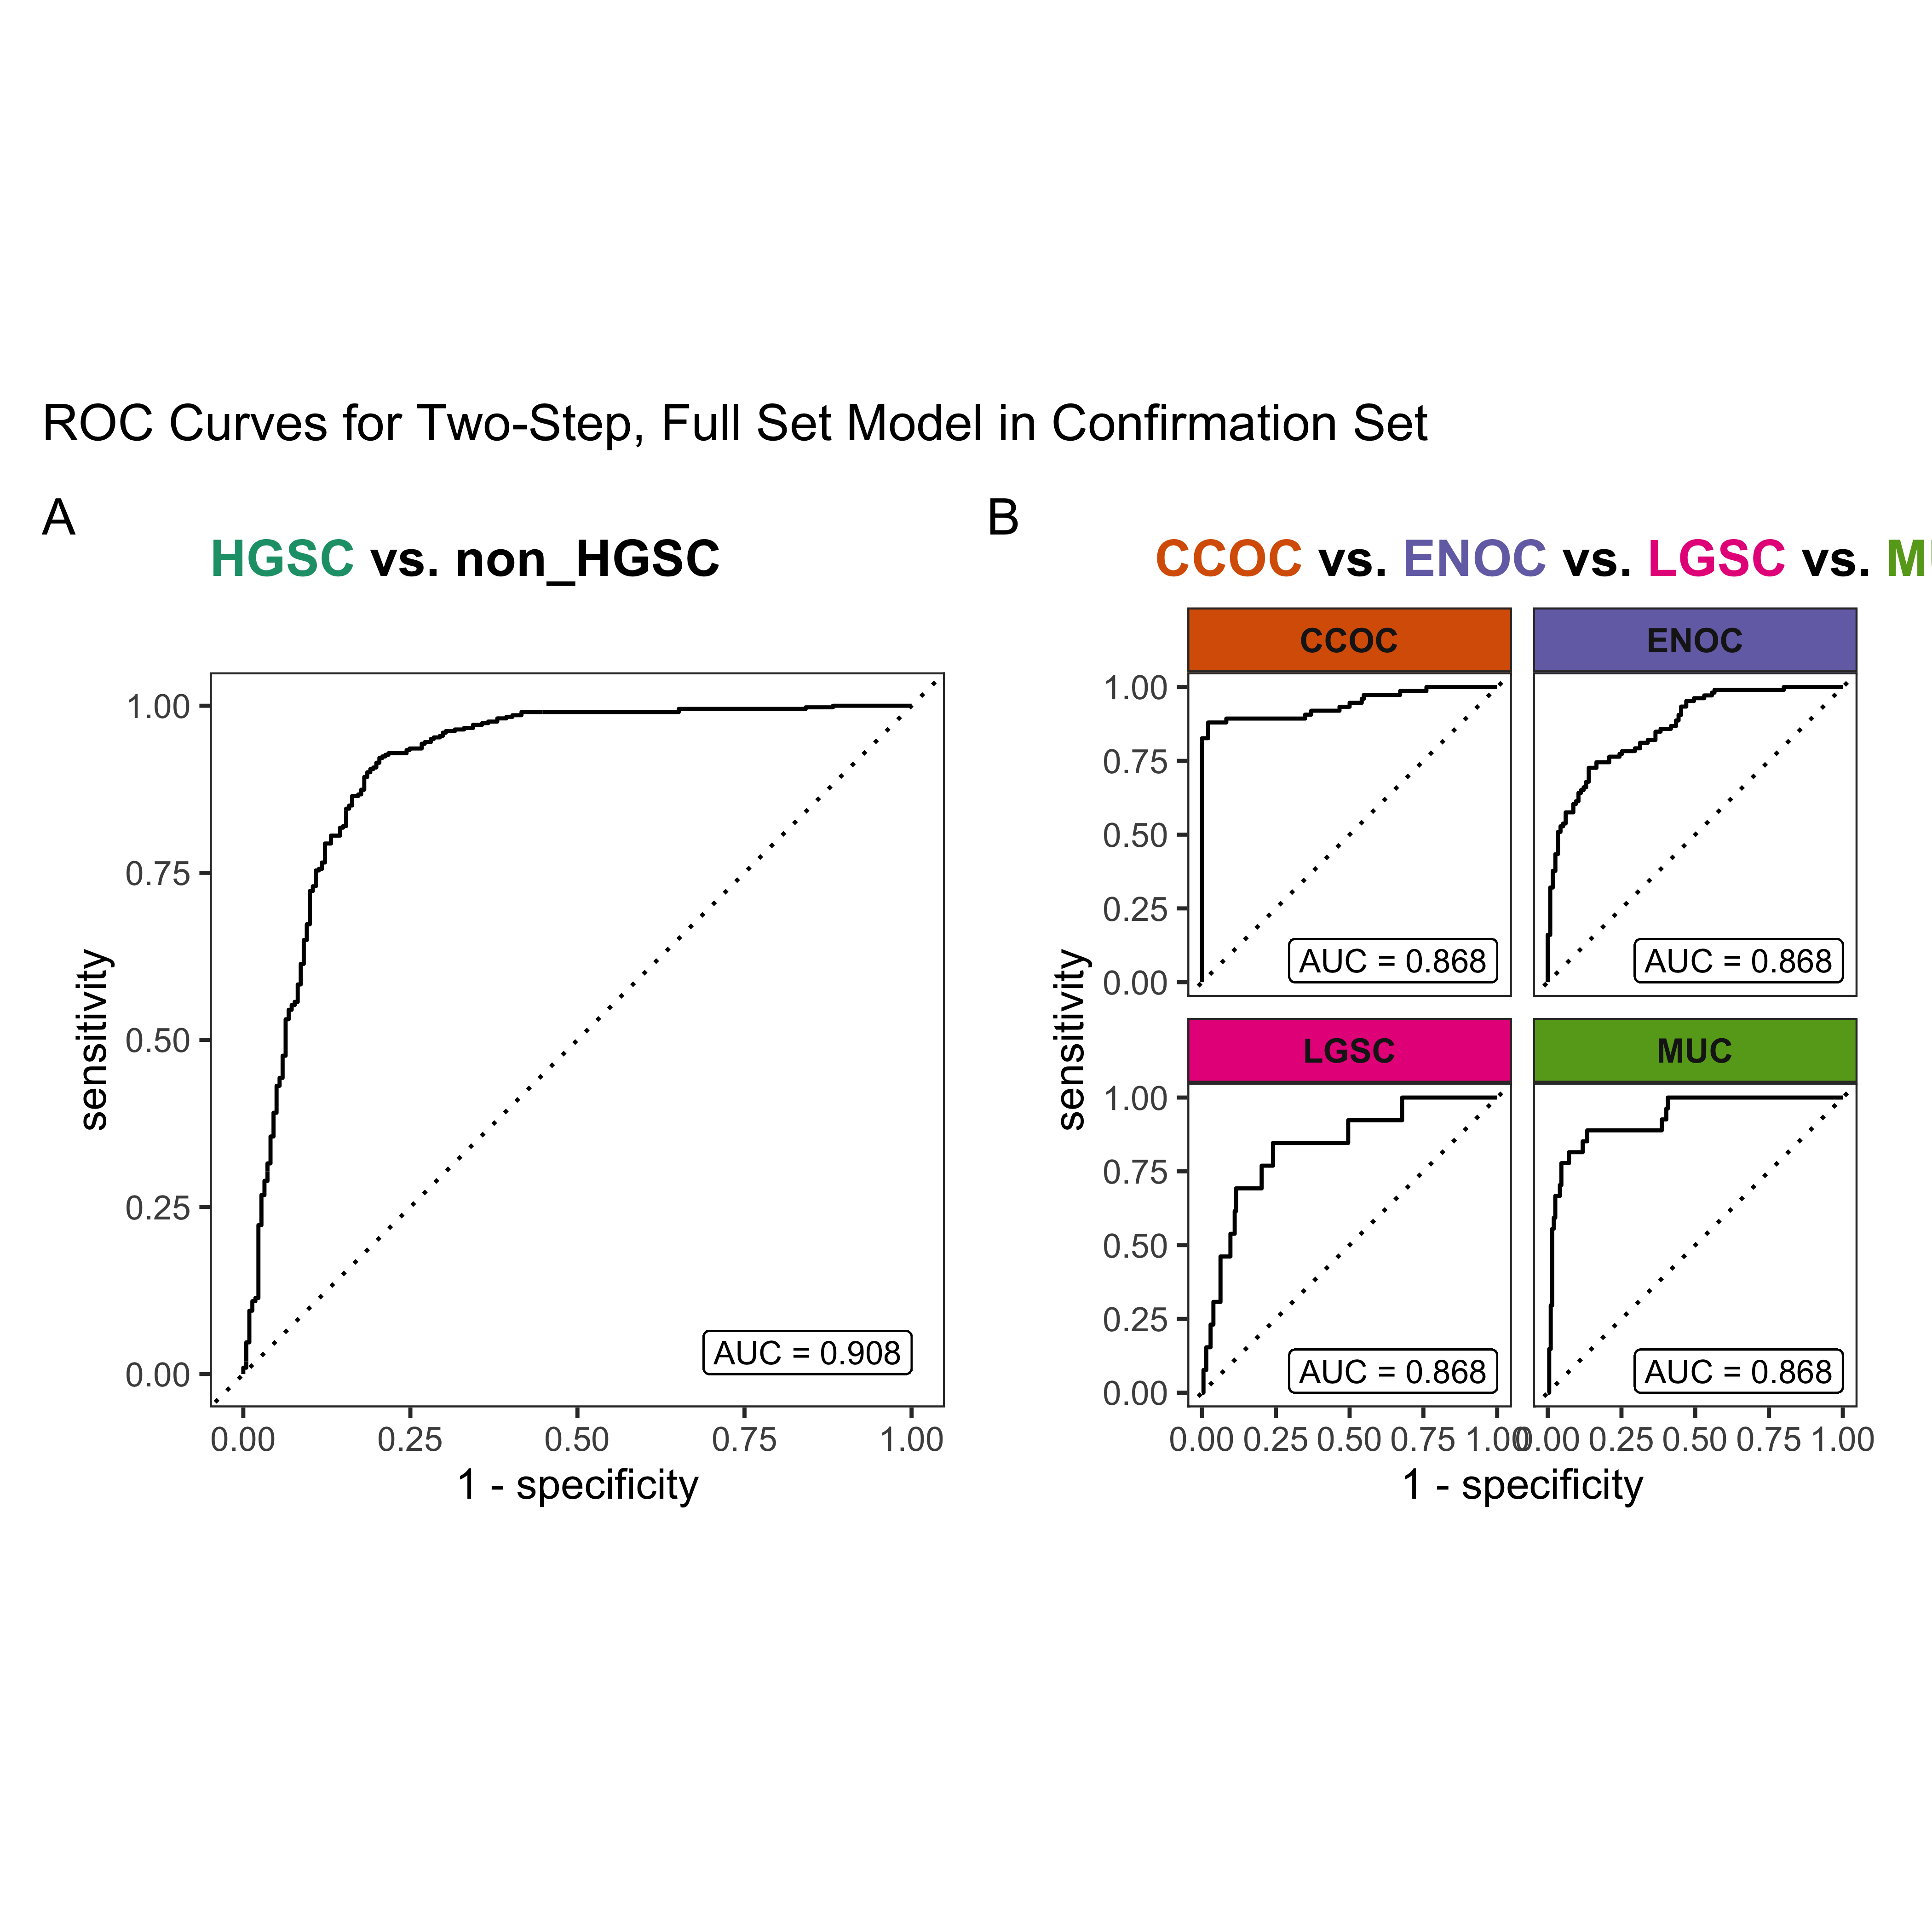 ROC Curves for Two-Step, Full Set Model in Confirmation Set
A
HGSC vs. non_HGSC
1.00
0.75
0.50
0.25
0.00
sensitivity
AUC = 0.908
0.00 0.25 0.50 0.75 1.00
1 - specificity
B
CCOC vs. ENOC vs. LGSC vs. M
CCOC
ENOC
1.00
0.75
0.50
0.25
0.00
AUC = 0.868
AUC = 0.868
sensitivity
LGSC
MUC
1.00
0.75
0.50
0.25
0.00
AUC = 0.868
AUC = 0.868
0.00 0.25 0.50 0.75 1.00
0.00 0.25 0.50 0.75 1.00
1 - specificity